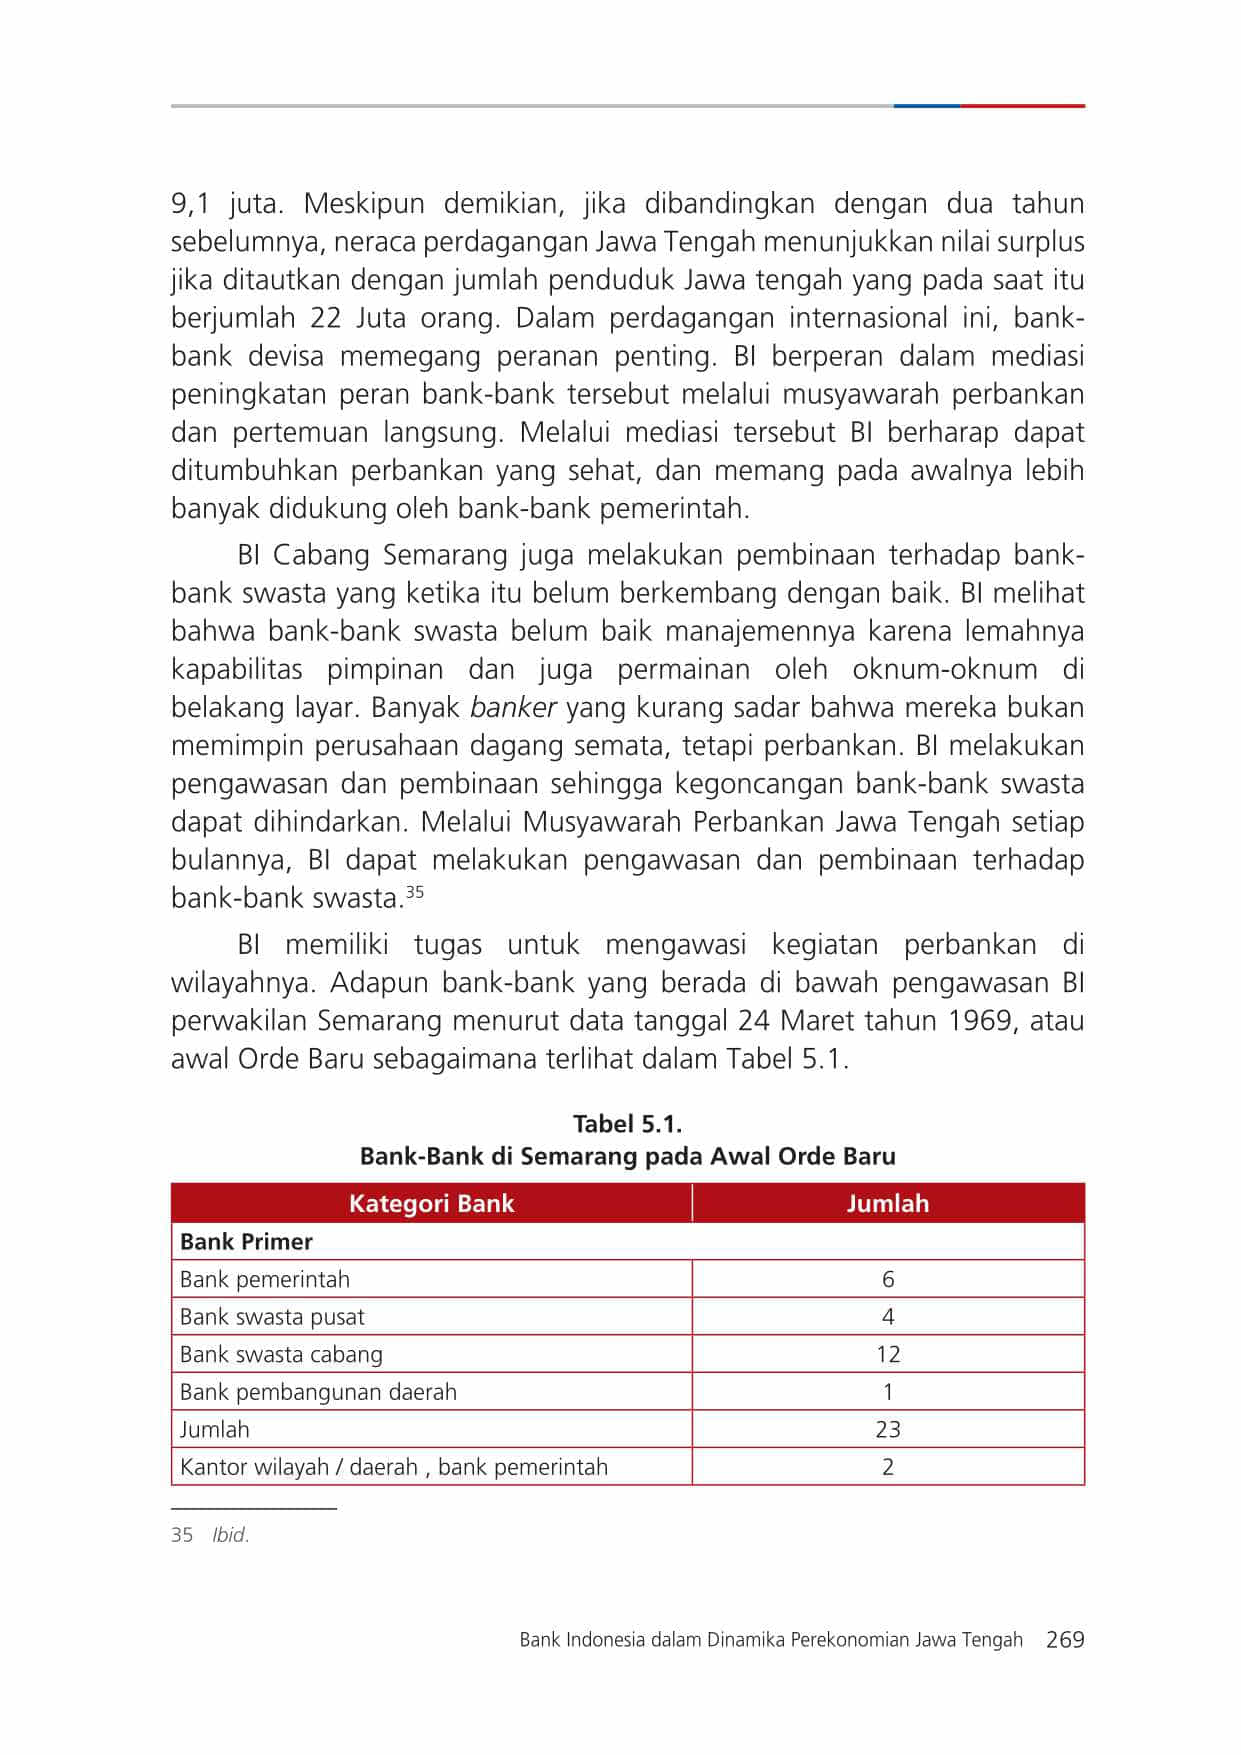 9,1 juta. Meskipun demikian, jika dibandingkan dengan dua tahun
sebelumnya, neraca perdagangan Jawa Tengah menunjukkan nilai surplus
jika ditautkan dengan jumlah penduduk Jawa tengah yang pada saat itu
berjumlah 22 Juta orang. Dalam perdagangan internasional ini, bank-
bank devisa memegang peranan penting. BI berperan dalam mediasi
peningkatan peran bank-bank tersebut melalui musyawarah perbankan
dan pertemuan langsung. Melalui mediasi tersebut BI berharap dapat
ditumbuhkan perbankan yang sehat, dan memang pada awalnya lebih
banyak didukung oleh bank-bank pemerintah.
BI Cabang Semarang juga melakukan pembinaan terhadap bank-
bank swasta yang ketika itu belum berkembang dengan baik. BI melihat
bahwa bank-bank swasta belum baik manajemennya karena lemahnya
kapabilitas pimpinan dan juga permainan oleh oknum-oknum di
belakang layar. Banyak banker yang kurang sadar bahwa mereka bukan
memimpin perusahaan dagang semata, tetapi perbankan. BI melakukan
pengawasan dan pembinaan sehingga kegoncangan bank-bank swasta
dapat dihindarkan. Melalui Musyawarah Perbankan Jawa Tengah setiap
bulannya, BI dapat melakukan pengawasan dan pembinaan terhadap
bank-bank swasta.35
BI memiliki tugas untuk mengawasi kegiatan perbankan di
wilayahnya. Adapun bank-bank yang berada di bawah pengawasan BI
perwakilan Semarang menurut data tanggal 24 Maret tahun 1969, atau
awal Orde Baru sebagaimana terlihat dalam Tabel 5.1.
Tabel 5.1.
Bank-Bank di Semarang pada Awal Orde Baru
Kategori Bank Jumlah
Bank Primer
Bank pemerintah 6
Bank swasta pusat 4
Bank swasta cabang 12
Bank pembangunan daerah 1
Jumlah 23
Kantor wilayah / daerah , bank pemerintah 2
35 Ibid.
Bank Indonesia dalam Dinamika Perekonomian Jawa Tengah 269